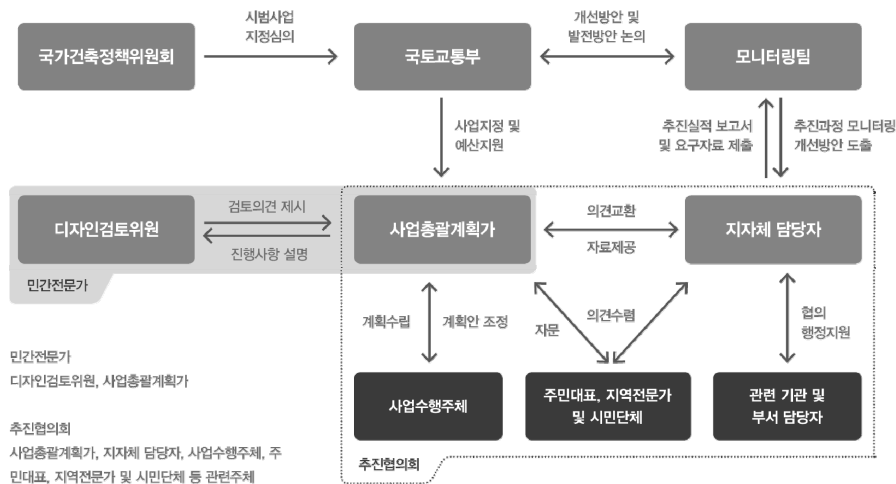 시범사업
지정심의
개선방안 및
발전방안 논의
국가건축정책위원회
국토교통부
모니터링팀
사업지정 및
예산지원
추진실적 보고서
및 요구자료 제출
추진과정 모니터링
개선방안 도출
디자인검토위원
검토의견 제시
진행사항 설명
사업총괄계획가
의견교환
자료제공
지자체 담당자
민간전문가
계획수립
계획안 조정
자문
의견수렴
협의
행정지원
민간전문가
디자인검토위원, 사업총괄계획가
사업수행주체
주민대표, 지역전문가
및 시민단체
관련 기관 및
부서 담당자
추진협의회
사업총괄계획가, 지자체 담당자, 사업수행주체, 주
민대표, 지역전문가 및 시민단체 등 관련주체
추진협의회